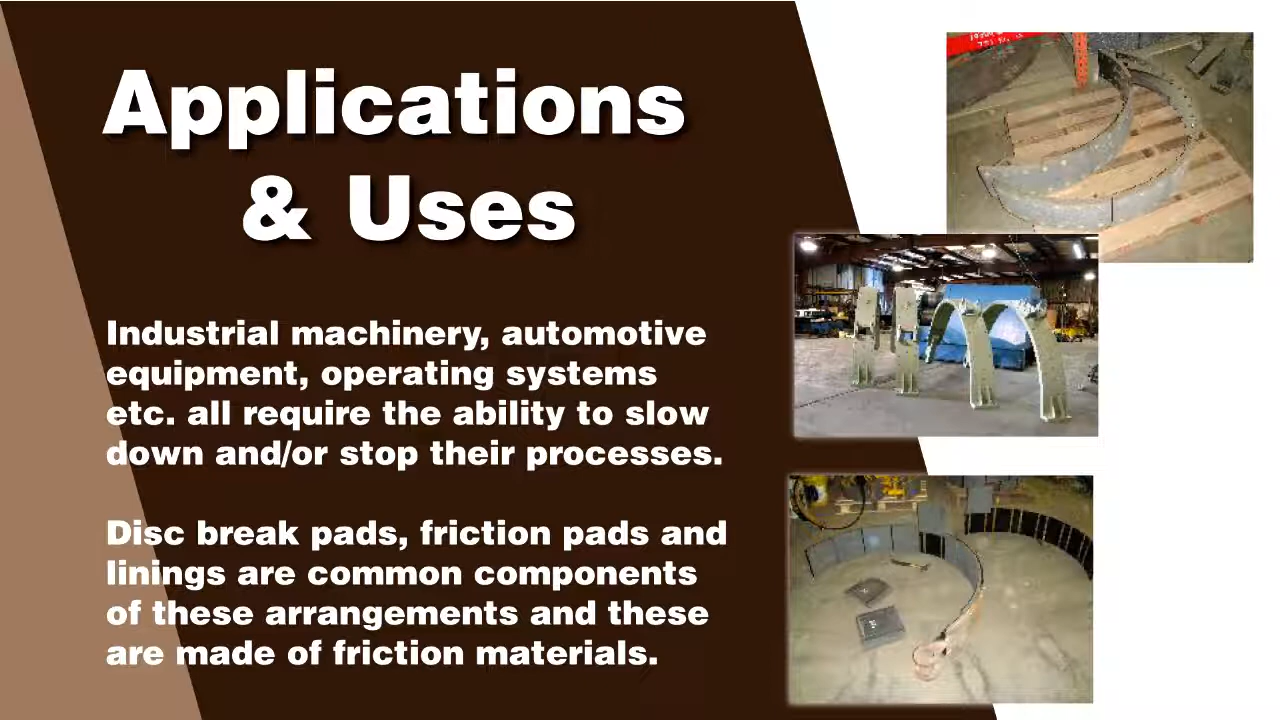 Applications
& Uses
Industrial machinery, automotive
equipment, operating systems
etc. all require the ability to slow
down and/or stop their processes.
Disc break pads, friction pads and
linings are common components
of these arrangements and these
are made of friction materials.